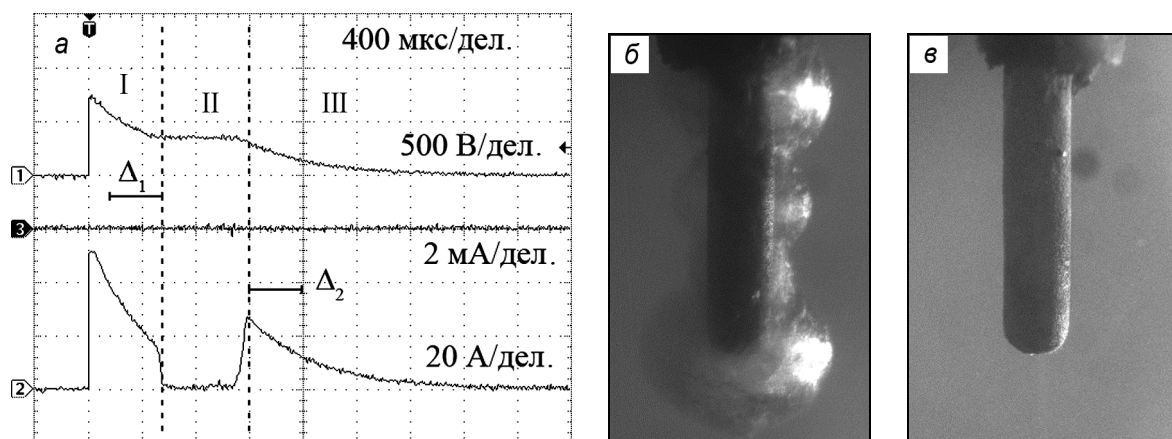 а
T
400 мкс/дел.
I
II
III
500 В/дел.
1
Δ1
3
2 мА/дел.
Δ2
20 А/дел.
2
б
в